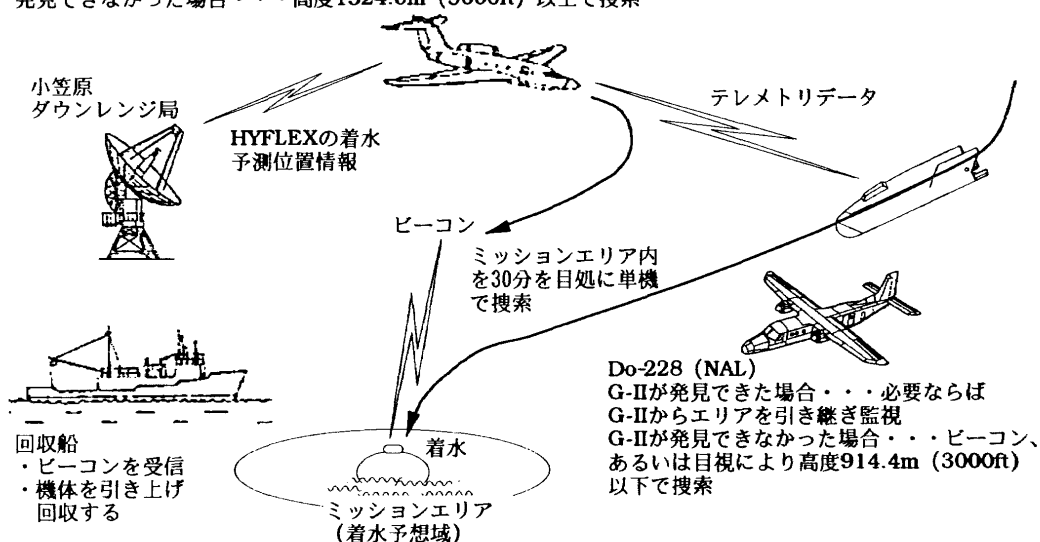 発見できなかった場合・・・高度1524.0m（5000ft）以上で捜索
小笠原
ダウンレンジ局
HYFLEXの着水
予測位置情報
テレメトリデータ
ビーコン
ミッションエリア内
を30分を目処に単機
で捜索
Do-228（NAL）
G-IIが発見できた場合・・・必要ならば
G-IIからエリアを引き継ぎ監視
G-IIが発見できなかった場合・・・ビーコン、
あるいは目視により高度914.4m（3000ft）
以下で捜索
回収船
・ビーコンを受信
・機体を引き上げ
回収する
着水
ミッションエリア
（着水予想域）